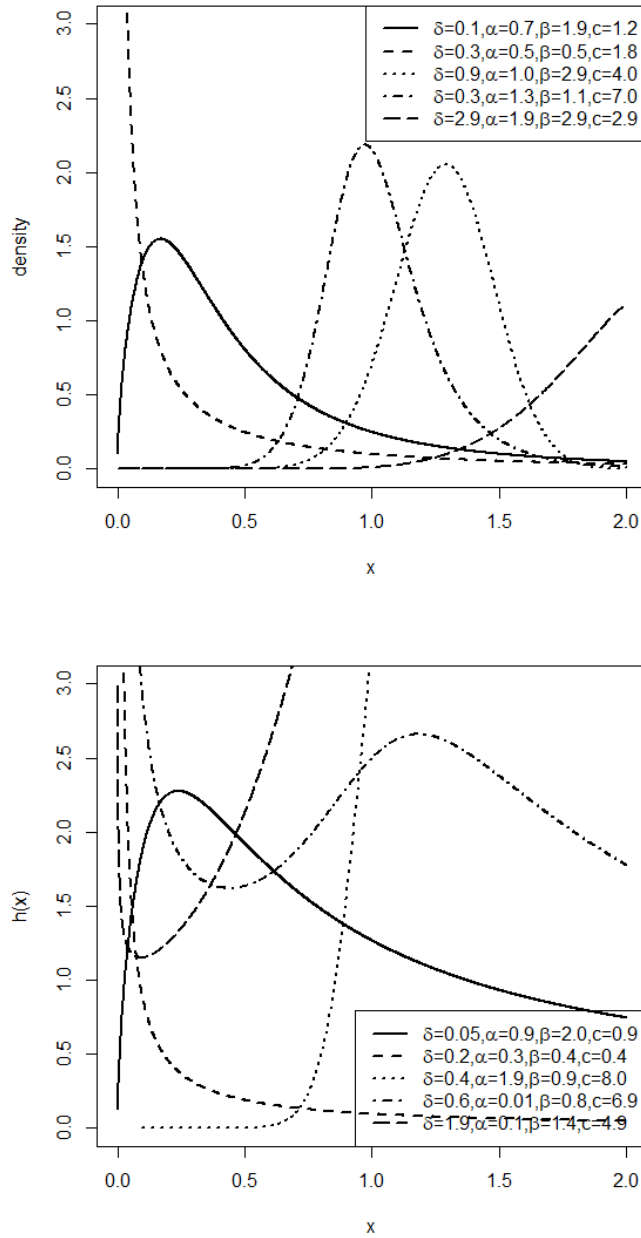 δ=0.1,α=0.7,β=1.9,c=1.2
δ=0.3,α=0.5,β=0.5,c=1.8
δ=0.9,α=1.0,β=2.9,c=4.0
δ=0.3,α=1.3,β=1.1,c=7.0
δ=2.9,α=1.9,β=2.9,c=2.9
density
3.0
2.5
2.0
1.5
1.0
0.5
0.0
0.0 0.5 1.0 1.5 2.0
x
h(x)
3.0
2.5
2.0
1.5
1.0
0.5
0.0
δ=0.05,α=0.9,β=2.0,c=0.9
δ=0.2,α=0.3,β=0.4,c=0.4
δ=0.4,α=1.9,β=0.9,c=8.0
δ=0.6,α=0.01,β=0.8,c=6.9
δ=1.9,α=0.1,β=1.4,c=4.9
0.0 0.5 1.0 1.5 2.0
x